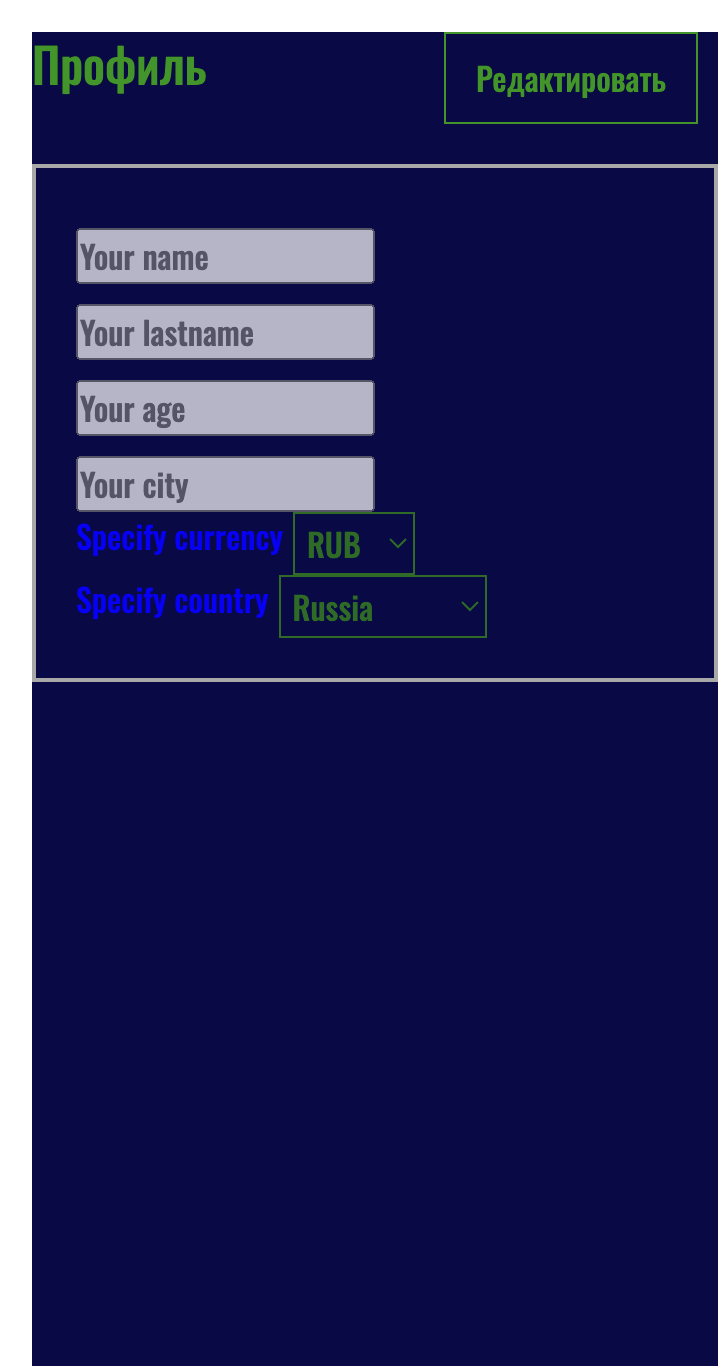 Профиль
Редактировать
Your name
Your lastname
Your age
Your city
Specify currency RUB
Specify country Russia